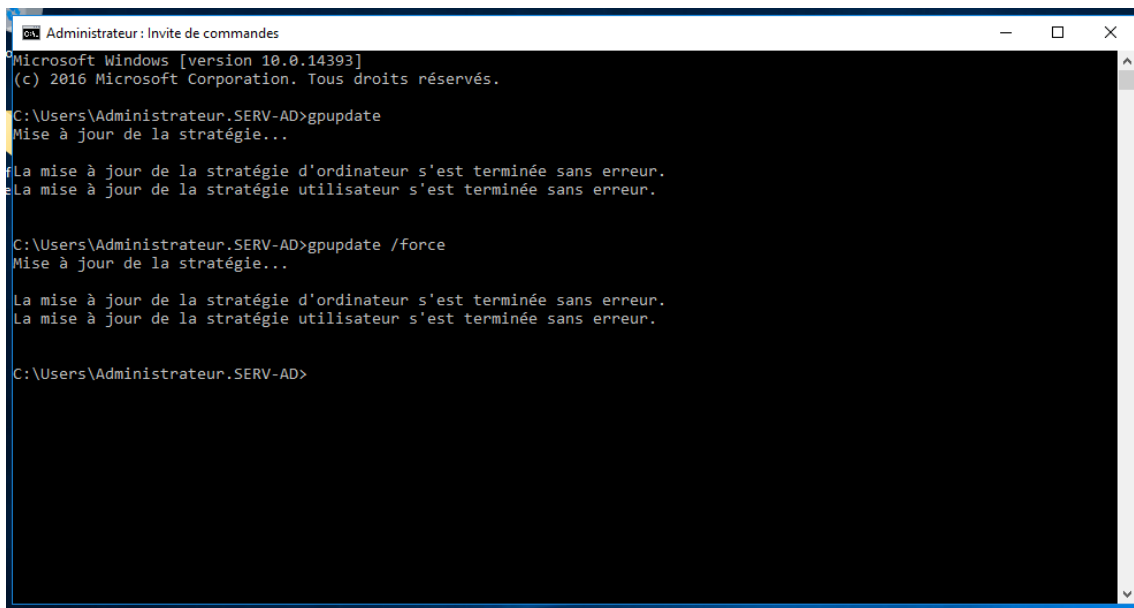 Administrateur : Invite de commandes
Microsoft Windows [version 10.0.14393]
(c) 2016 Microsoft Corporation. Tous droits réservés.
C:\Users\Administrateur.SERV-AD>gpupdate
Mise à jour de la stratégie...
La mise à jour de la stratégie d'ordinateur s'est terminée sans erreur.
La mise à jour de la stratégie utilisateur s'est terminée sans erreur.
C:\Users\Administrateur.SERV-AD>gpupdate /force
Mise à jour de la stratégie...
La mise à jour de la stratégie d'ordinateur s'est terminée sans erreur.
La mise à jour de la stratégie utilisateur s'est terminée sans erreur.
C:\Users\Administrateur.SERV-AD>